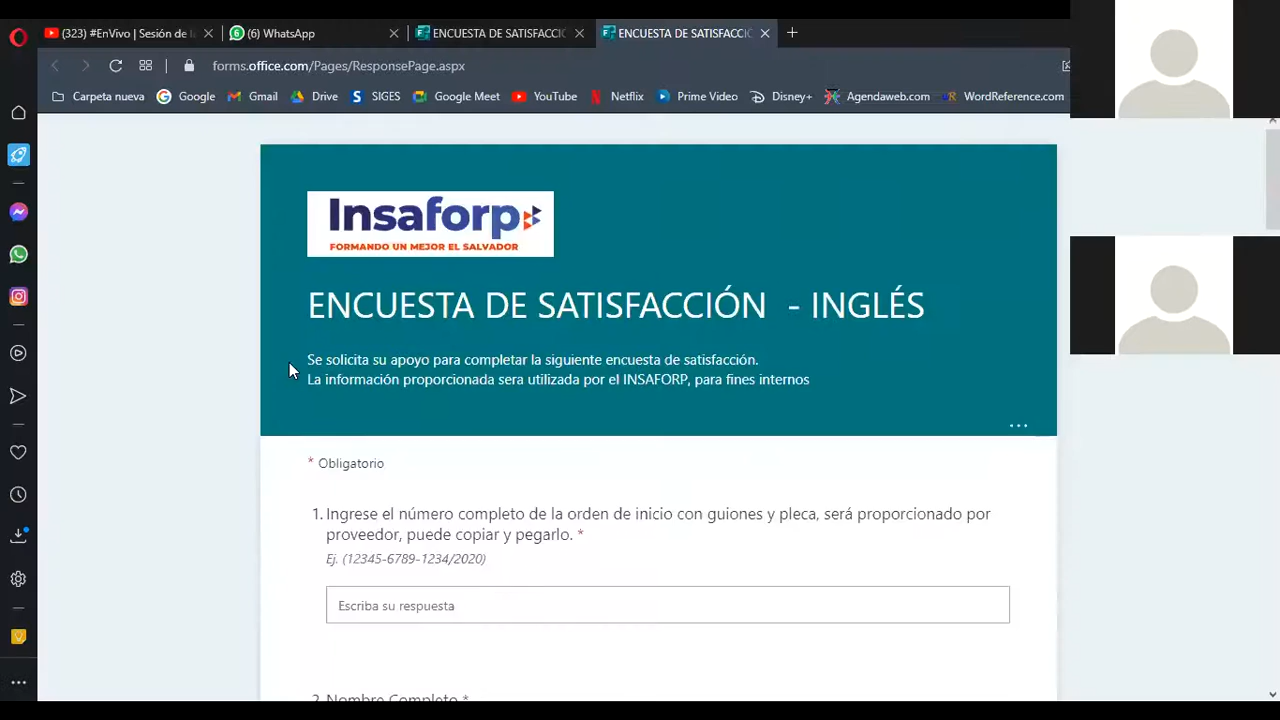 (323) #EnVivo | Sesión de l
(6) WhatsApp
ENCUESTA DE SATISFACCIÓ
ENCUESTA DE SATISFACCIÓ
forms.office.com/Pages/ResponsePage.aspx
Carpeta nueva
Google
Gmail
Drive
SIGES
Google Meet
YouTube
Netflix
Prime Video
Disney+
Agendaweb.com
WordReference.com
Insaforp
FORMANDO UN MEJOR EL SALVADOR
ENCUESTA DE SATISFACCIÓN - INGLÉS
Se solicita su apoyo para completar la siguiente encuesta de satisfacción.
La información proporcionada sera utilizada por el INSAFORP, para fines internos
...
* Obligatorio
1. Ingrese el número completo de la orden de inicio con guiones y pleca, será proporcionado por
proveedor, puede copiar y pegarlo. *
Ej. (12345-6789-1234/2020)
Escriba su respuesta
2. Nombre Completo *